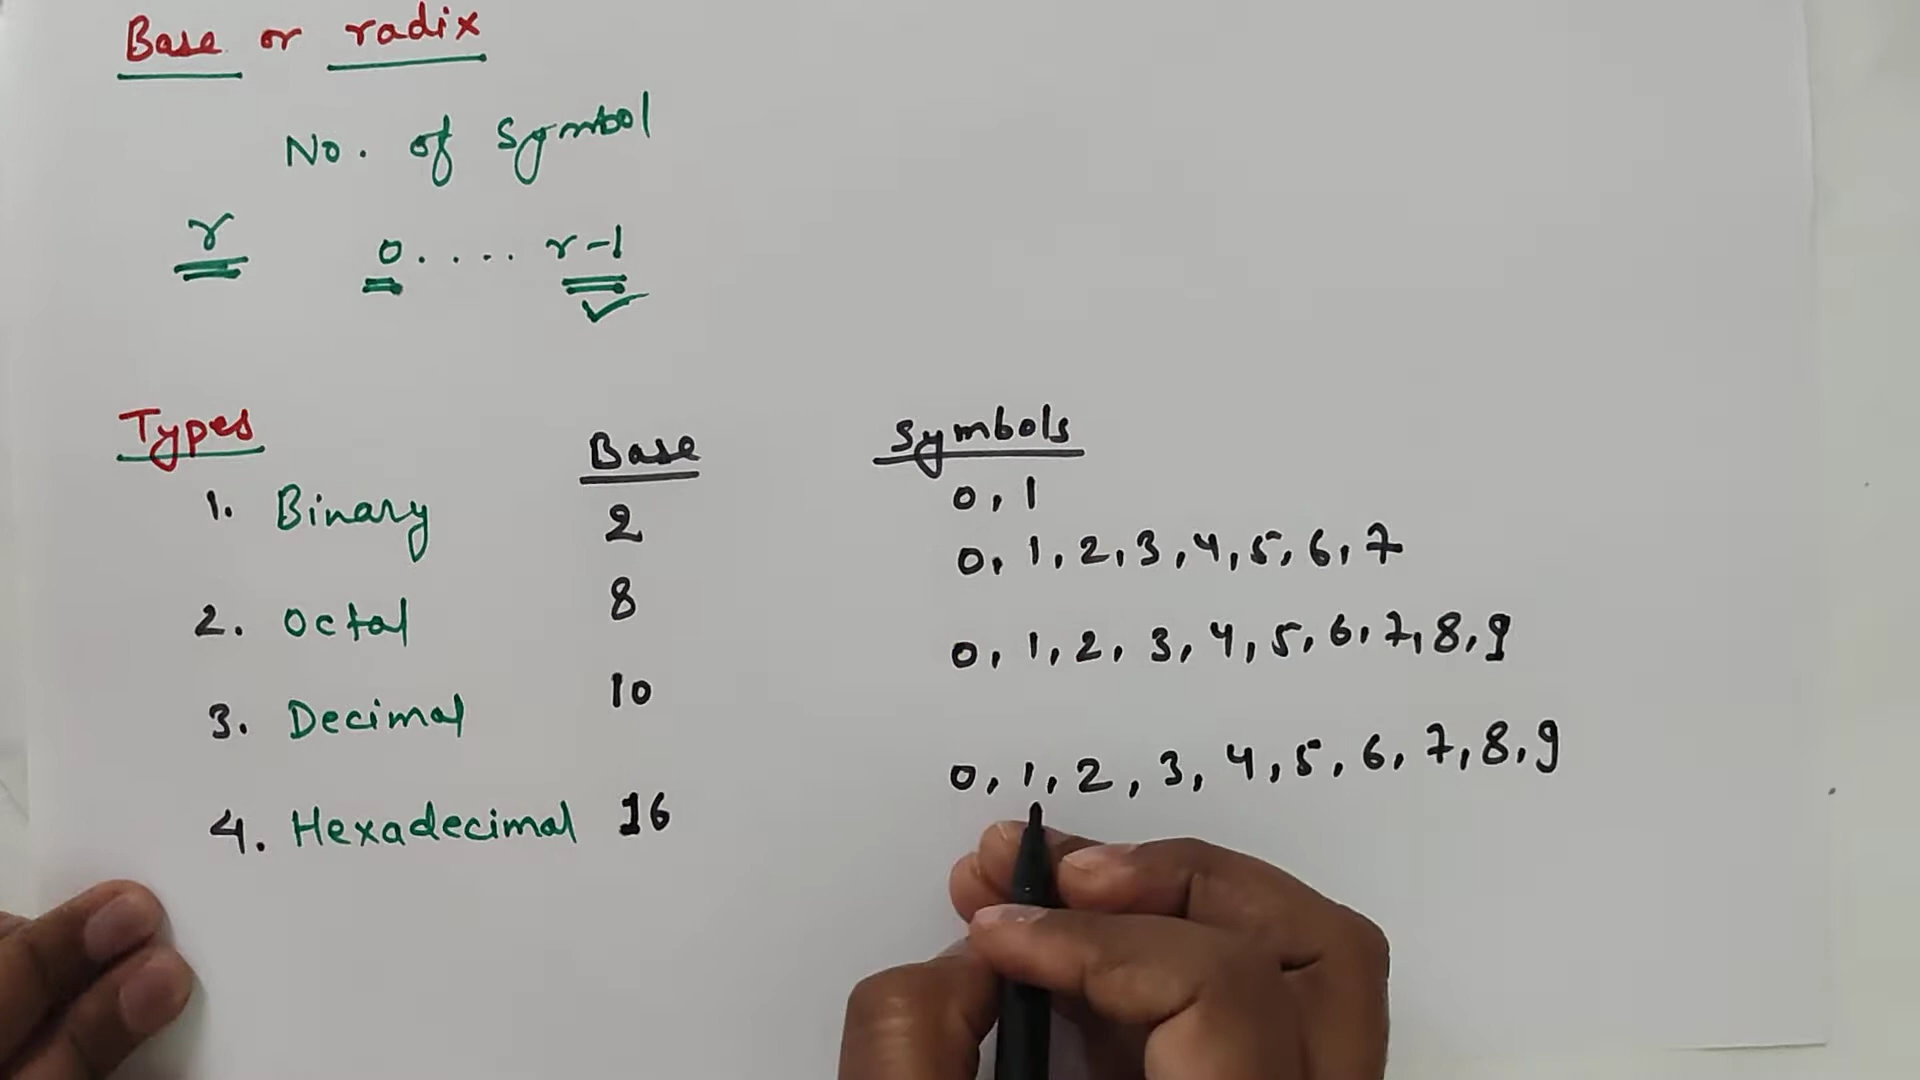 Base or radix
No. of Symbol
r 0 . . . . r-1
Types Base Symbols
1. Binary 2 0, 1
2. Octal 8 0, 1, 2, 3, 4, 5, 6, 7
3. Decimal 10 0, 1, 2, 3, 4, 5, 6, 7, 8, 9
4. Hexadecimal 16 0, 1, 2, 3, 4, 5, 6, 7, 8, 9